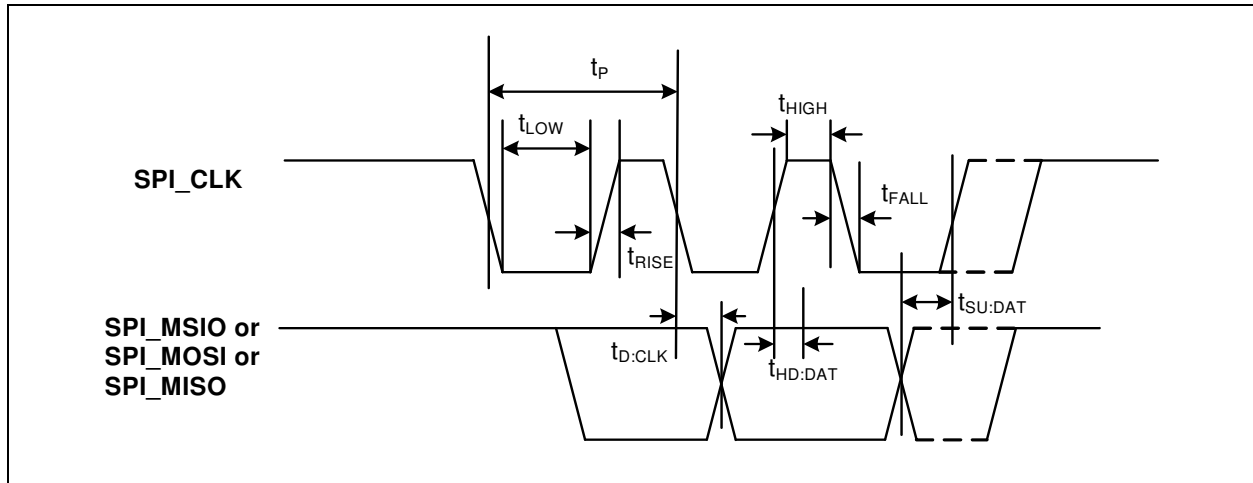 tP
tHIGH
tLOW
SPI_CLK
tFALL
tRISE
tSU:DAT
SPI_MSIO or
SPI_MOSI or
SPI_MISO
tD:CLK
tHD:DAT